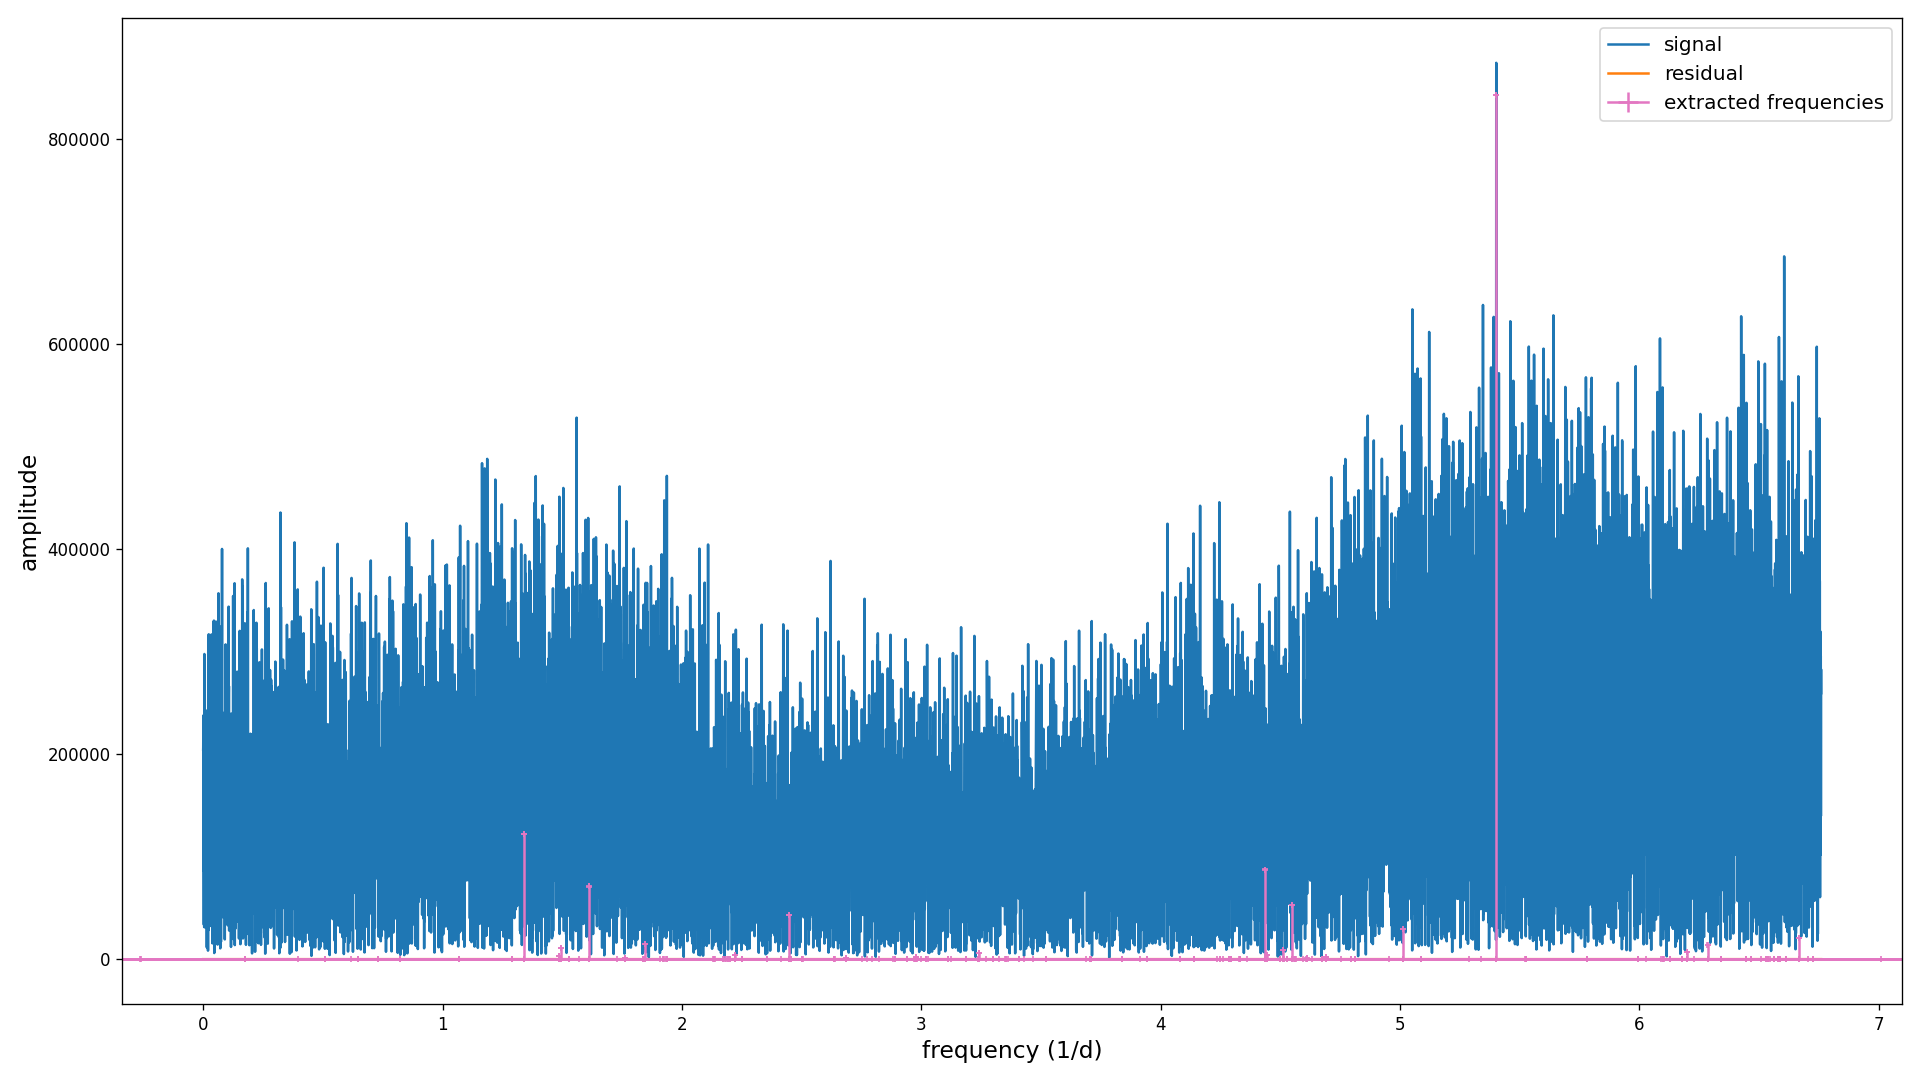 signal
residual
extracted frequencies
amplitude
800000
600000
400000
200000
0
0 1 2 3 4 5 6 7
frequency (1/d)